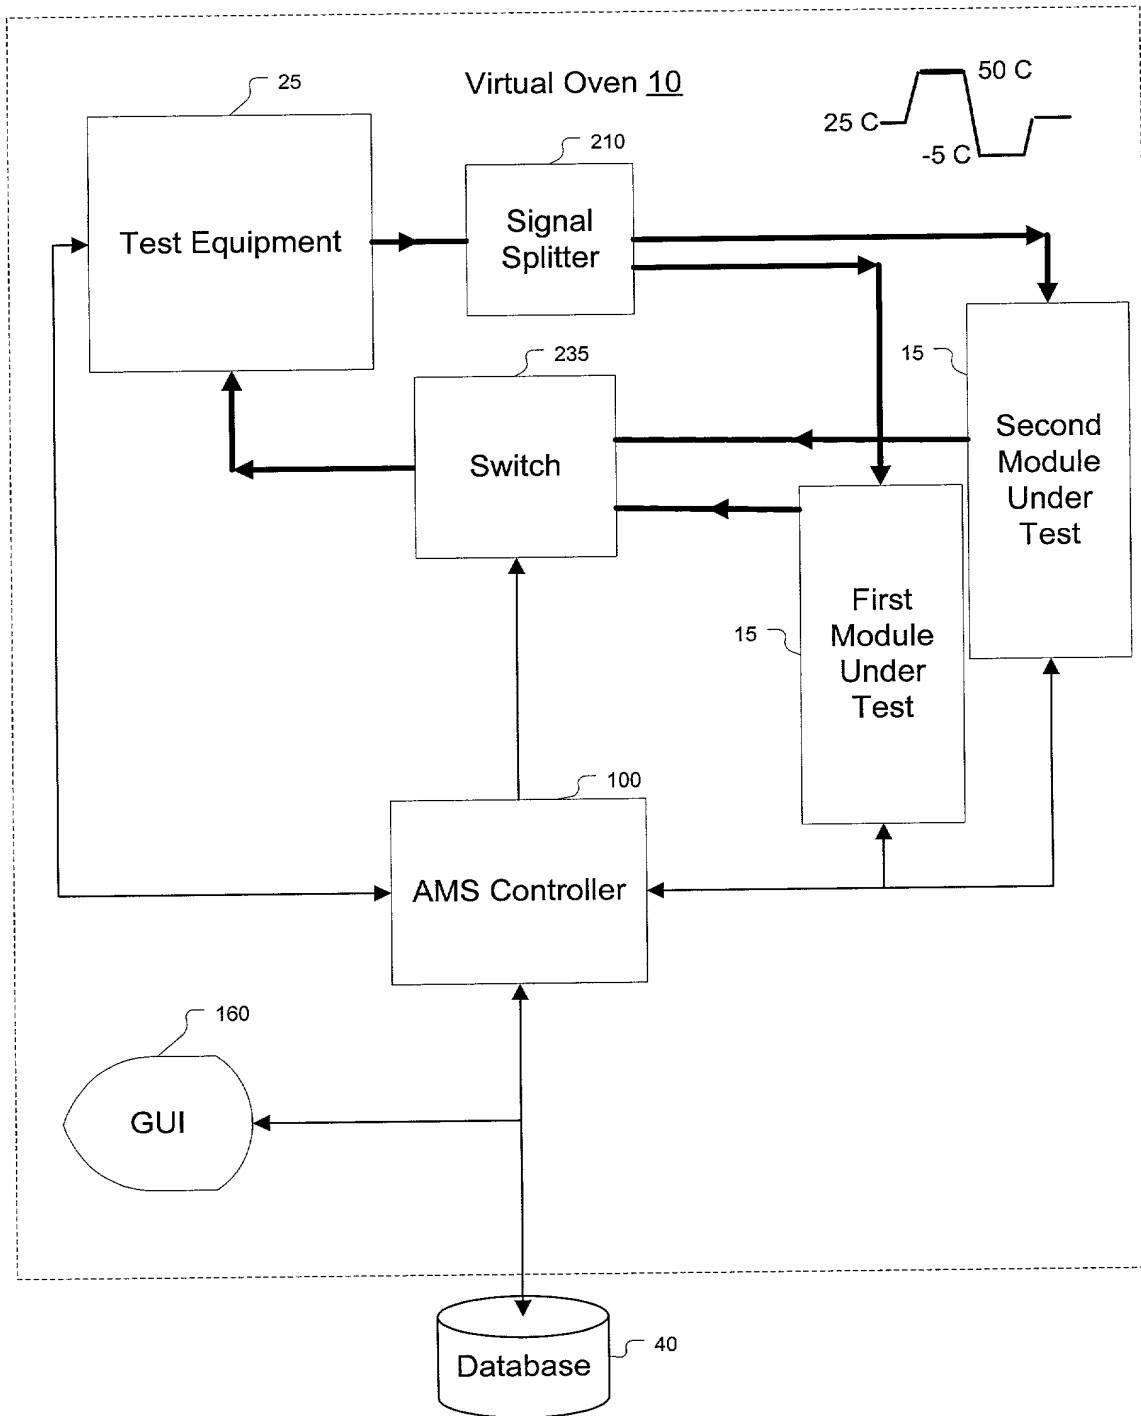 25
Virtual Oven 10
50 C
25 C
-5 C
210
Test Equipment
Signal
Splitter
235
15
Switch
Second
Module
Under
Test
15
First
Module
Under
Test
100
AMS Controller
160
GUI
Database
40